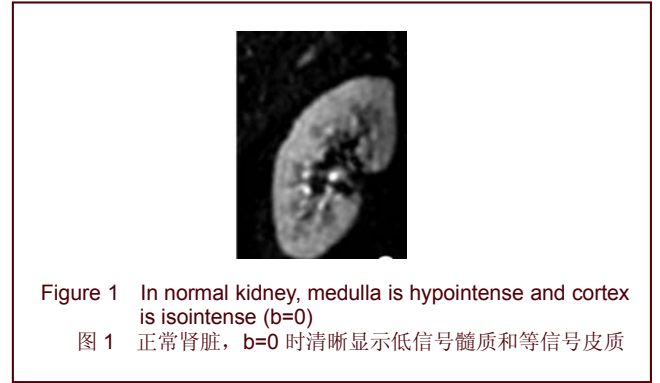 Figure 1 In normal kidney, medulla is hypointense and cortex
is isointense (b=0)
图 1 正常肾脏，b=0 时清晰显示低信号髓质和等信号皮质